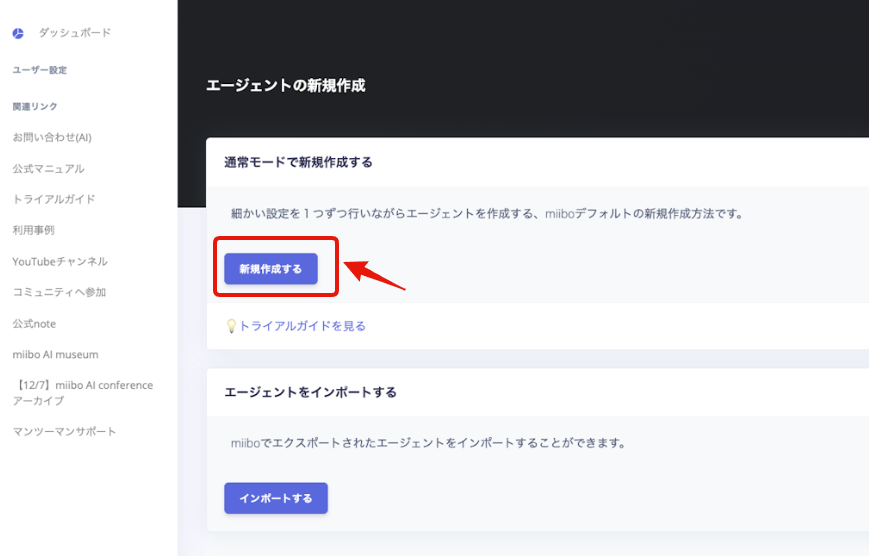 ダッシュボード
ユーザー設定
関連リンク
お問い合わせ(AI)
公式マニュアル
トライアルガイド
利用事例
YouTubeチャンネル
コミュニティへ参加
公式note
miibo AI museum
【12/7】miibo AI conference
アーカイブ
マンツーマンサポート
エージェントの新規作成
通常モードで新規作成する
細かい設定を１つずつ行いながらエージェントを作成する、miiboデフォルトの新規作成方法です。
新規作成する
💡トライアルガイドを見る
エージェントをインポートする
miiboでエクスポートされたエージェントをインポートすることができます。
インポートする